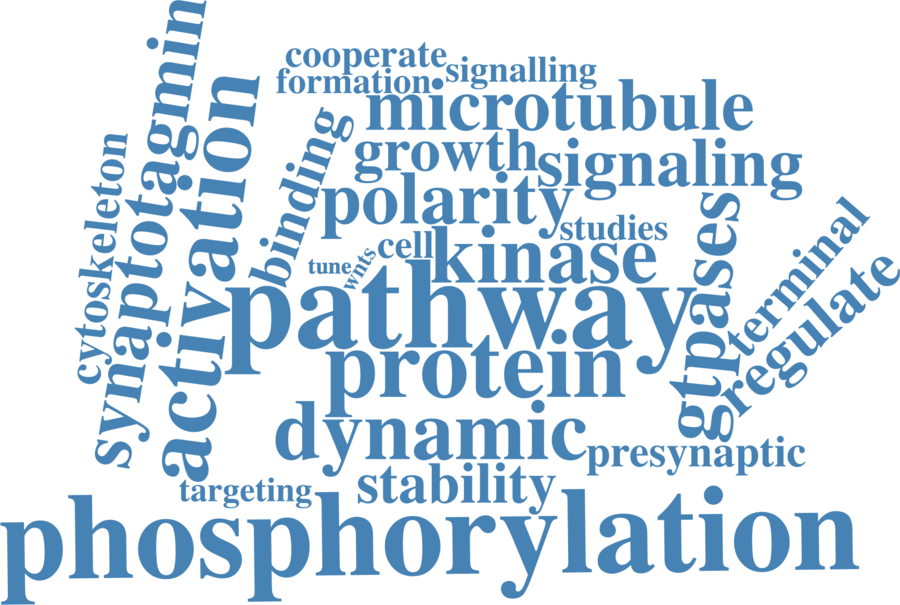 cooperate
formation
signalling
microtubule
growth
signaling
polarity
studies
cell
kinase
tune
wnts
pathway
protein
dynamic
presynaptic
targeting
stability
phosphorylation
cytoskeleton
synaptotagmin
activation
binding
gtpases
terminal
regulate